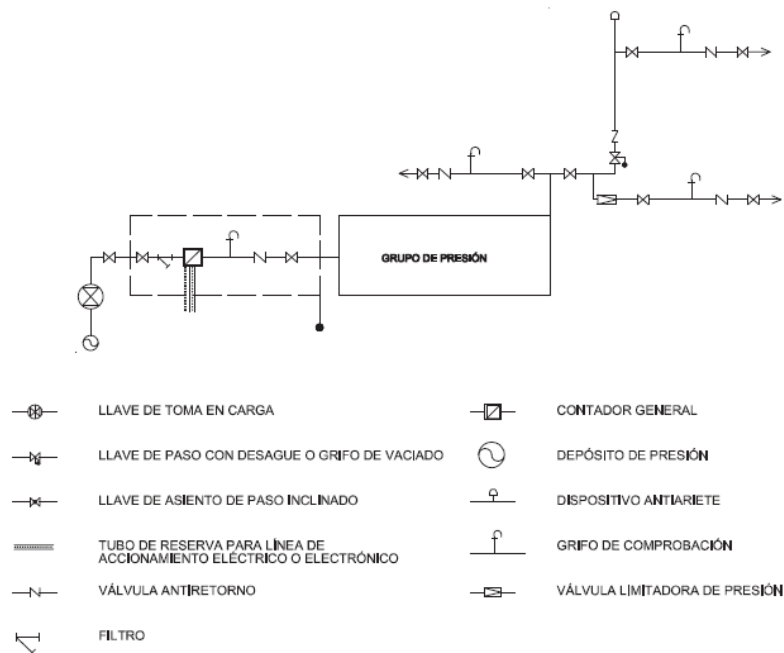 GRUPO DE PRESIÓN
LLAVE DE TOMA EN CARGA
CONTADOR GENERAL
LLAVE DE PASO CON DESAGUE O GRIFO DE VACIADO
DEPÓSITO DE PRESIÓN
LLAVE DE ASIENTO DE PASO INCLINADO
DISPOSITIVO ANTIARIETE
TUBO DE RESERVA PARA LÍNEA DE
ACCIONAMIENTO ELÉCTRICO O ELECTRÓNICO
GRIFO DE COMPROBACIÓN
VÁLVULA ANTIRETORNO
VÁLVULA LIMITADORA DE PRESIÓN
FILTRO